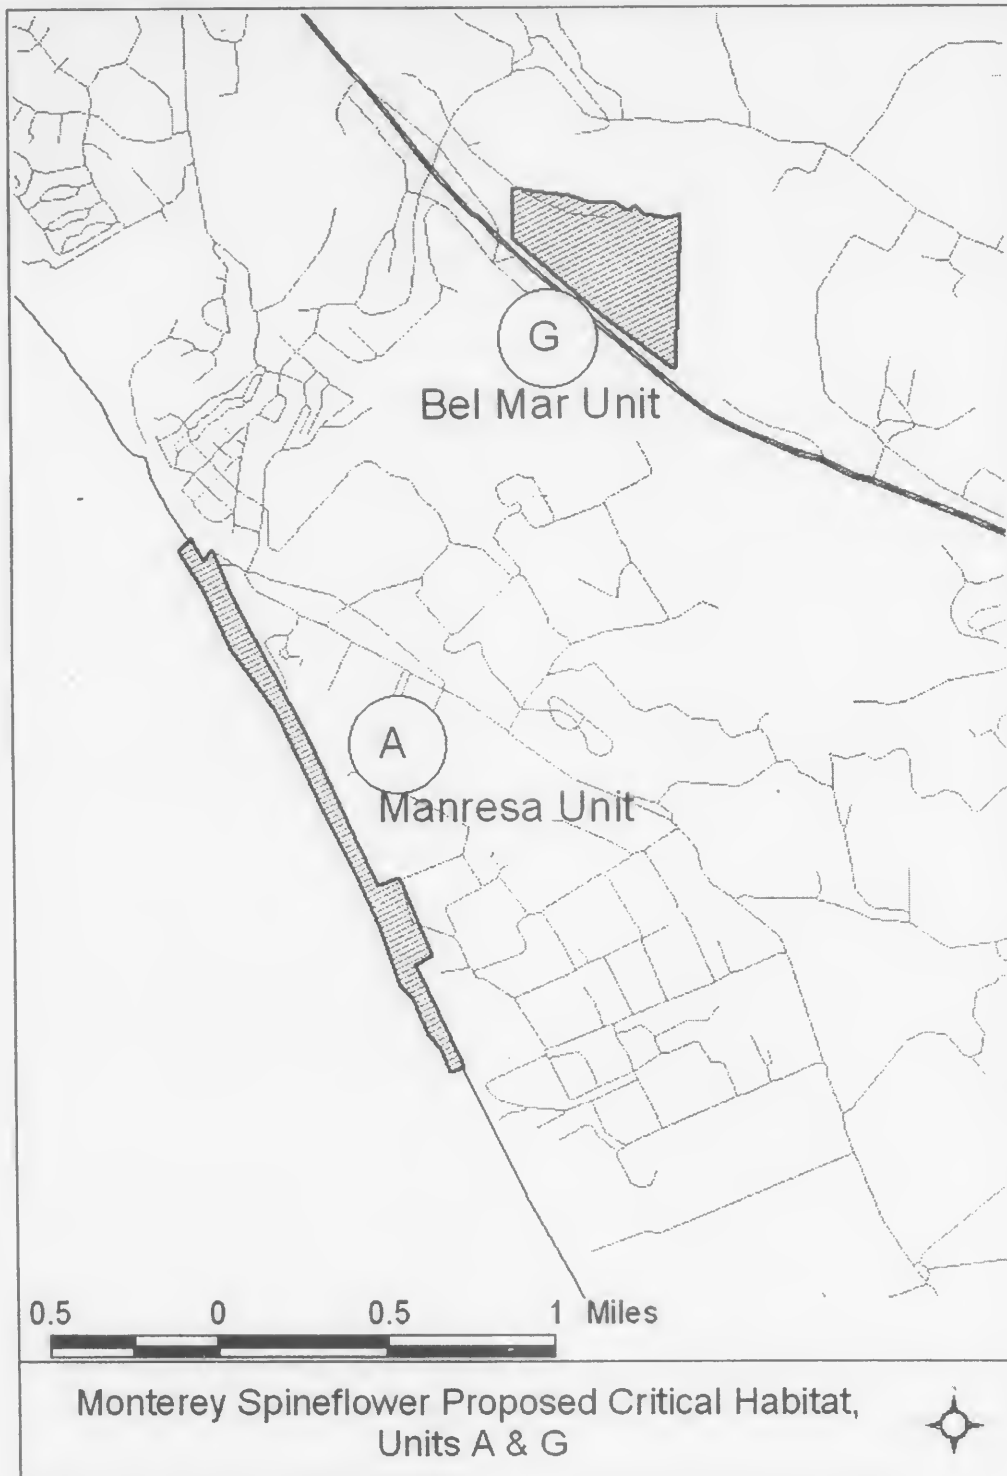 G
Bel Mar Unit
A
Manresa Unit
0.5 0 0.5 1 Miles
Monterey Spineflower Proposed Critical Habitat,
Units A & G